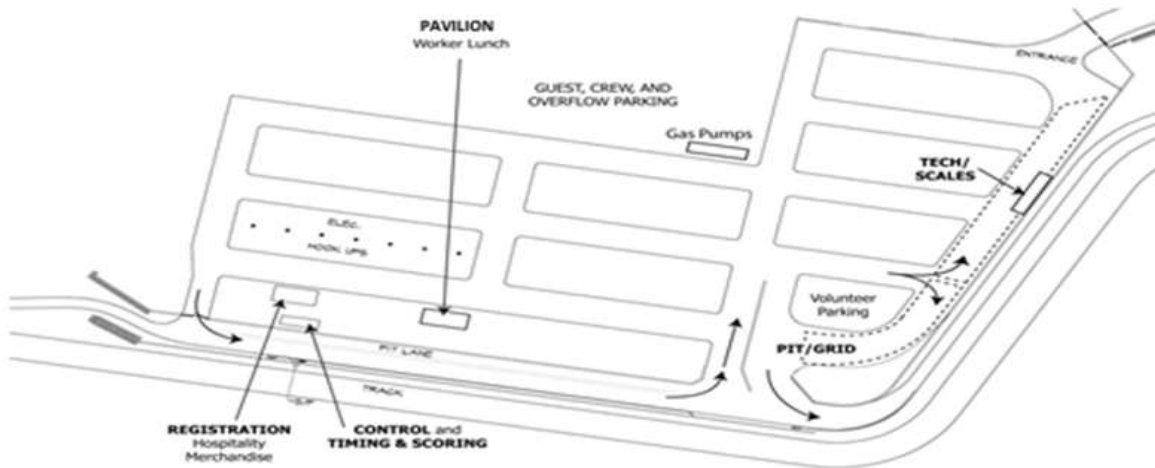 PAVILION
Worker Lunch
GUEST, CREW, AND
OVERFLOW PARKING
Gas Pumps
ENTRANCE
TECH/
SCALES
ELEC.
HOOK UPS
Volunteer
Parking
PIT/GRID
PIT LANE
TRACK
REGISTRATION
Hospitality
Merchandise
CONTROL and
TIMING & SCORING